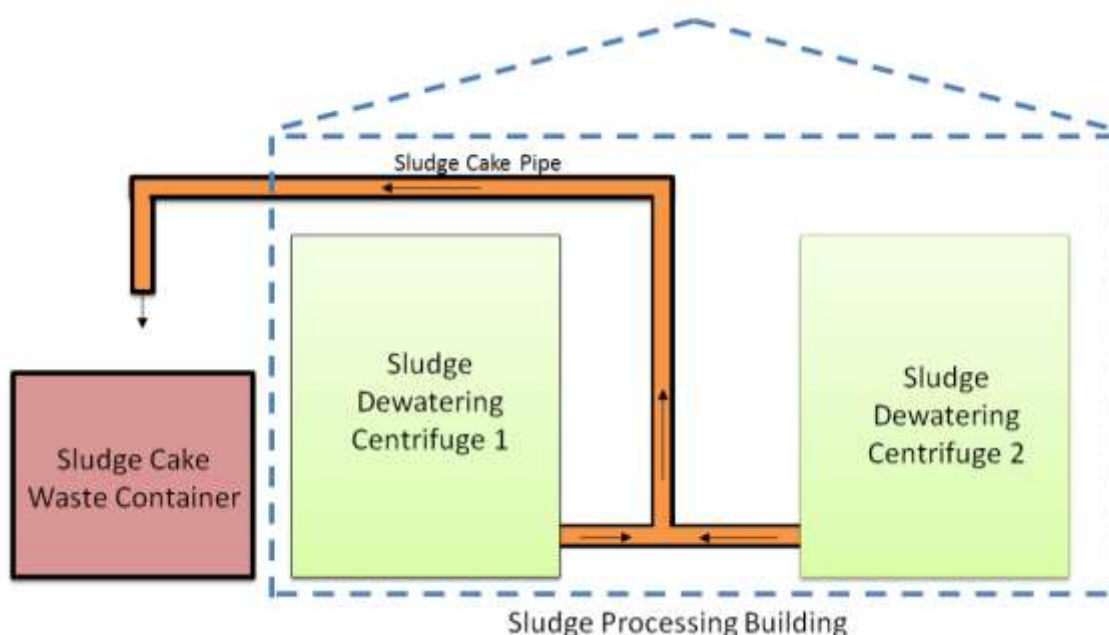 Sludge Cake Pipe
Sludge
Dewatering
Centrifuge 1
Sludge
Dewatering
Centrifuge 2
Sludge Cake
Waste Container
Sludge Processing Building